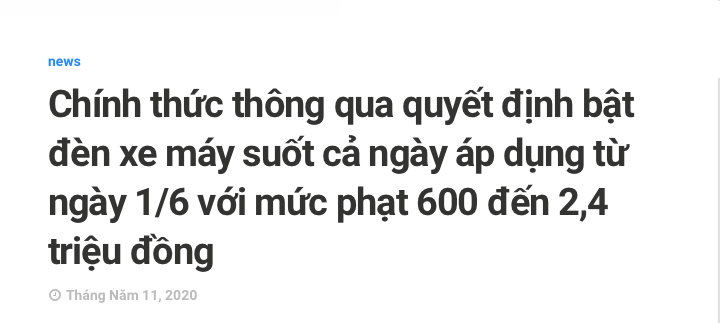 news
Chính thức thông qua quyết định bật
đèn xe máy suốt cả ngày áp dụng từ
ngày 1/6 với mức phạt 600 đến 2,4
triệu đồng
Tháng Năm 11, 2020